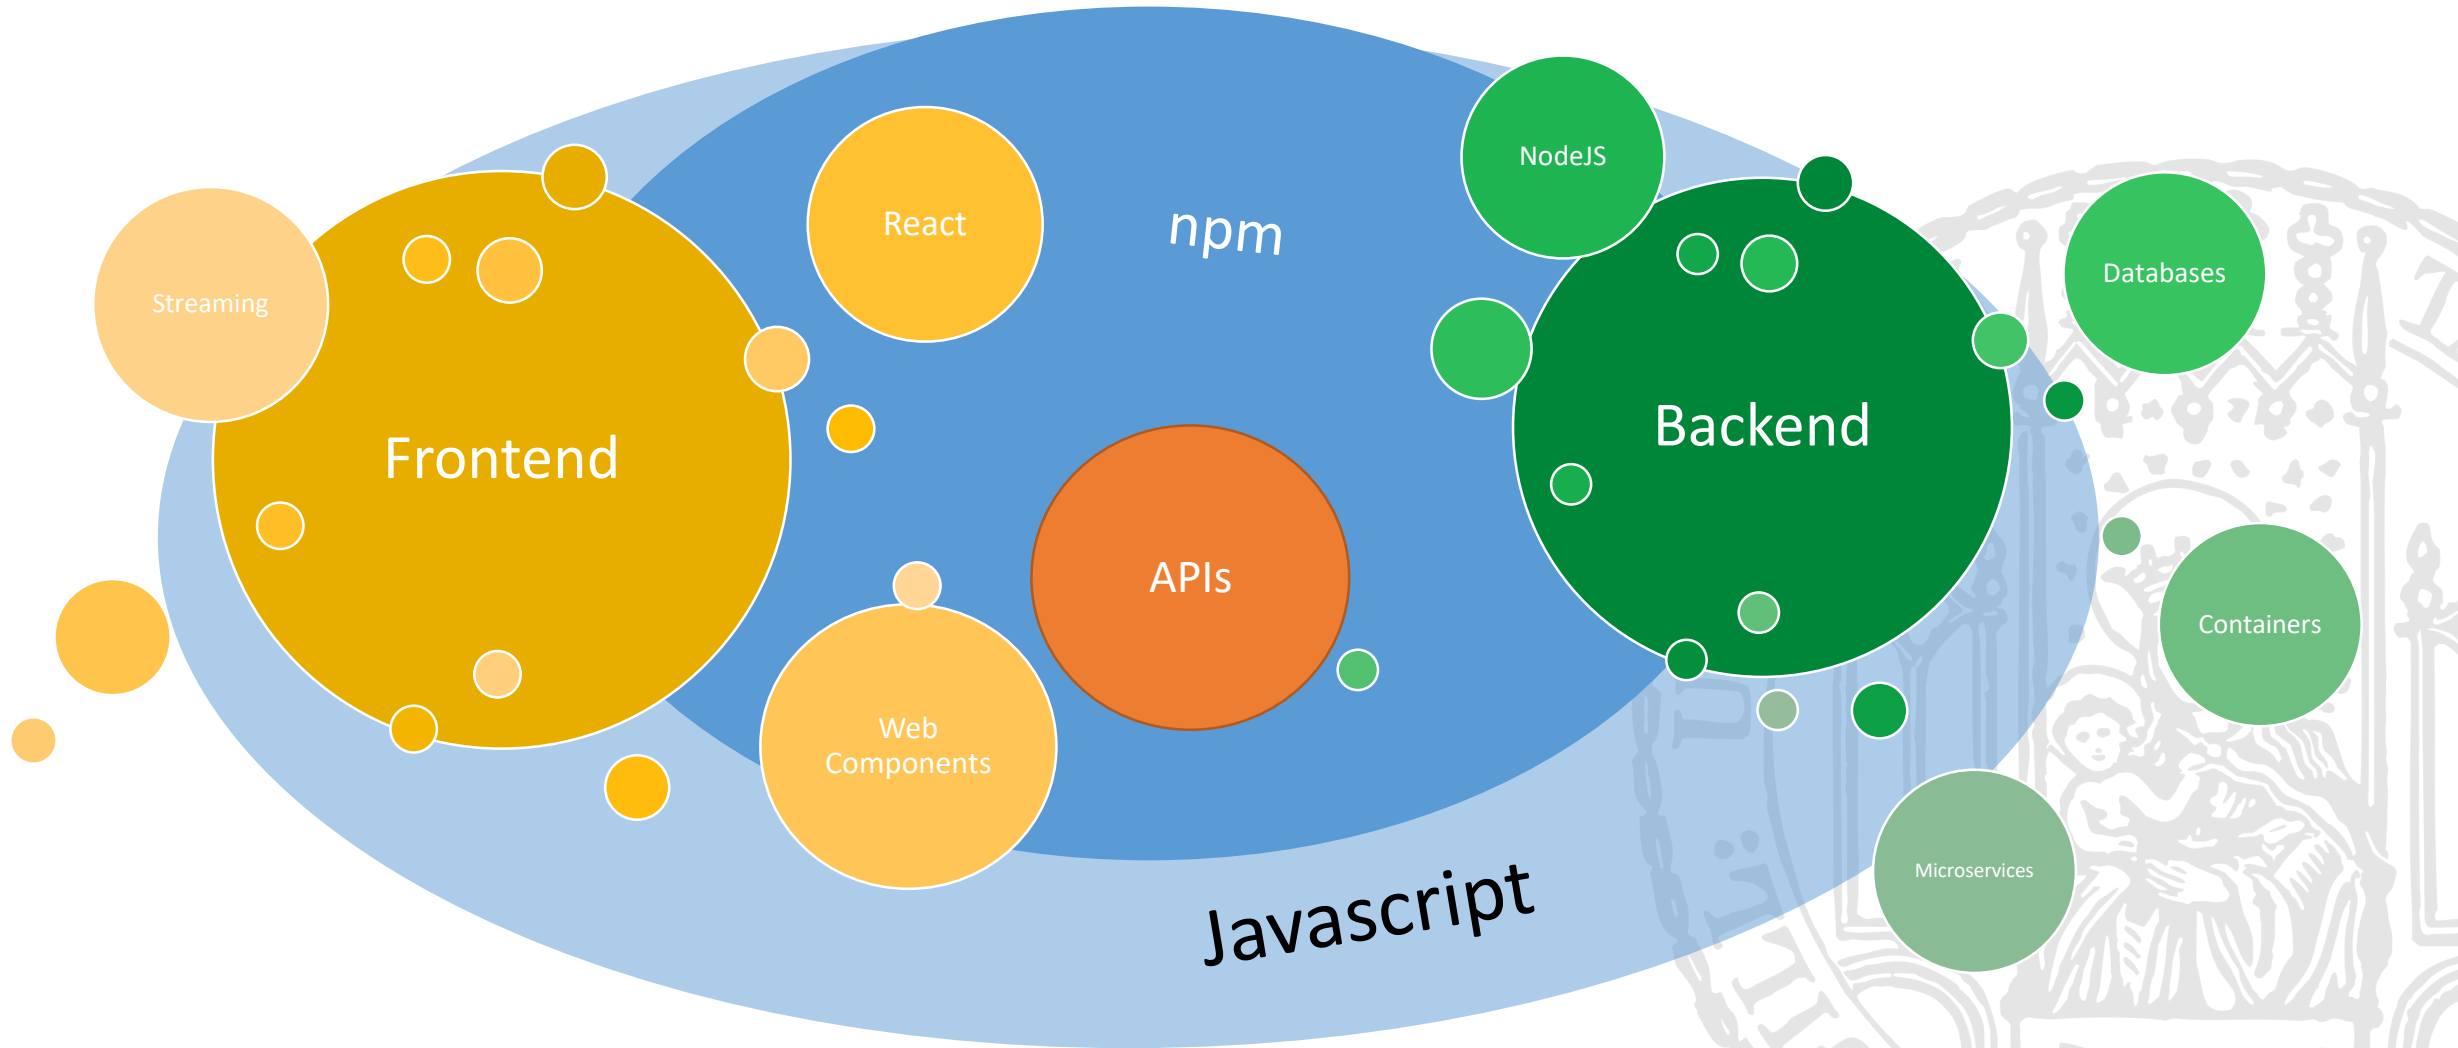 NodeJS
React
npm
Databases
Streaming
Backend
Frontend
APIs
Containers
Web
Components
Microservices
Javascript